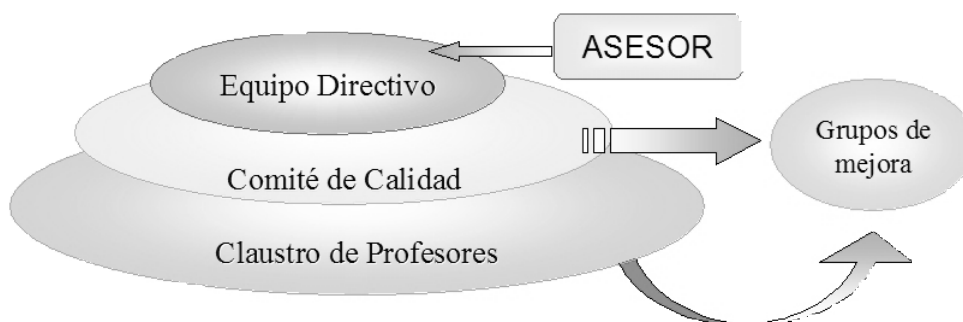 ASESOR
Equipo Directivo
Comité de Calidad
Claustro de Profesores
Grupos de
mejora